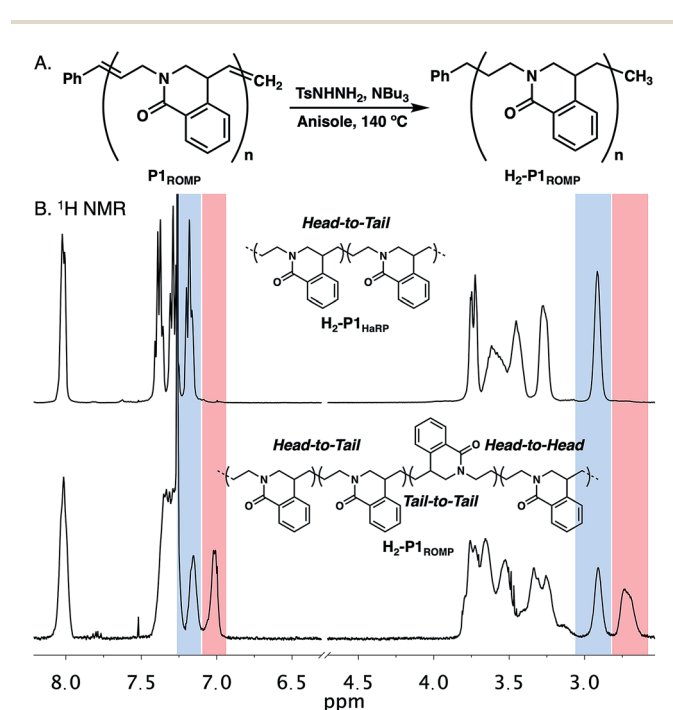 A.
Ph N O CH₂ n
P1ROMP
TsNHNH₂, NBu₃
Anisole, 140 ºC
Ph N O CH₃ n
H₂-P1ROMP
B. ¹H NMR
Head-to-Tail
N O N O
H₂-P1HaRP
Head-to-Tail
Head-to-Head
O N
N O N O N O
Tail-to-Tail
H₂-P1ROMP
8.0 7.5 7.0 6.5 4.5 4.0 3.5 3.0
ppm